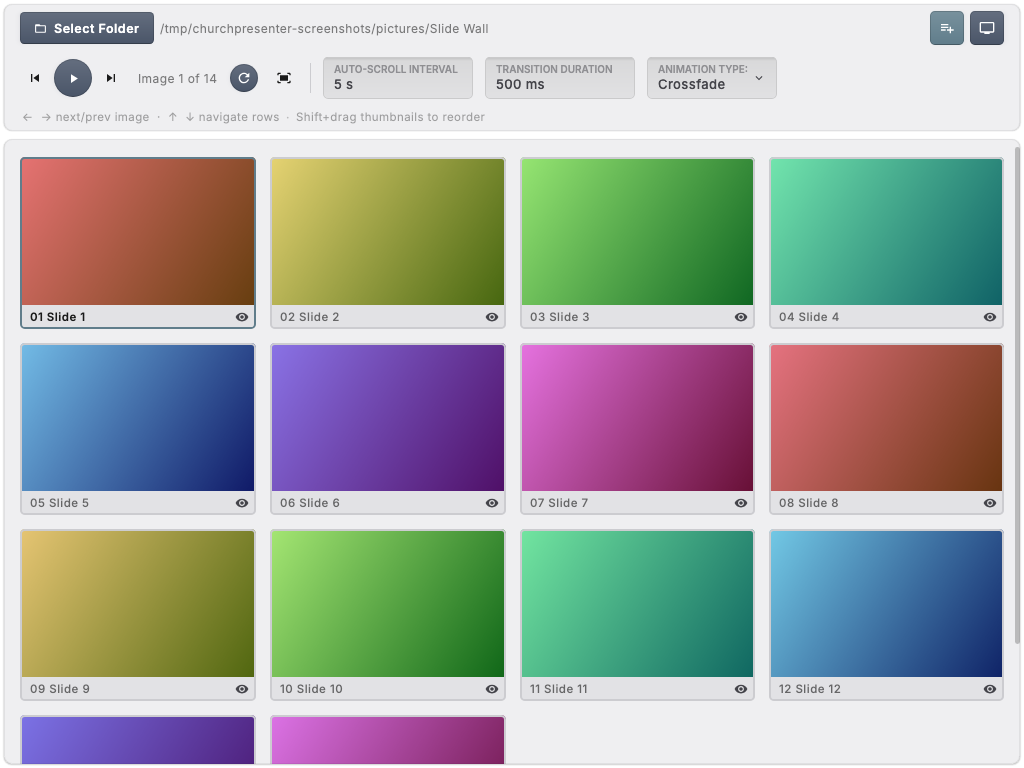 Select Folder /tmp/churchpresenter-screenshots/pictures/Slide Wall
Image 1 of 14
AUTO-SCROLL INTERVAL
5 s
TRANSITION DURATION
500 ms
ANIMATION TYPE:
Crossfade
← → next/prev image · ↑ ↓ navigate rows · Shift+drag thumbnails to reorder
01 Slide 1
02 Slide 2
03 Slide 3
04 Slide 4
05 Slide 5
06 Slide 6
07 Slide 7
08 Slide 8
09 Slide 9
10 Slide 10
11 Slide 11
12 Slide 12